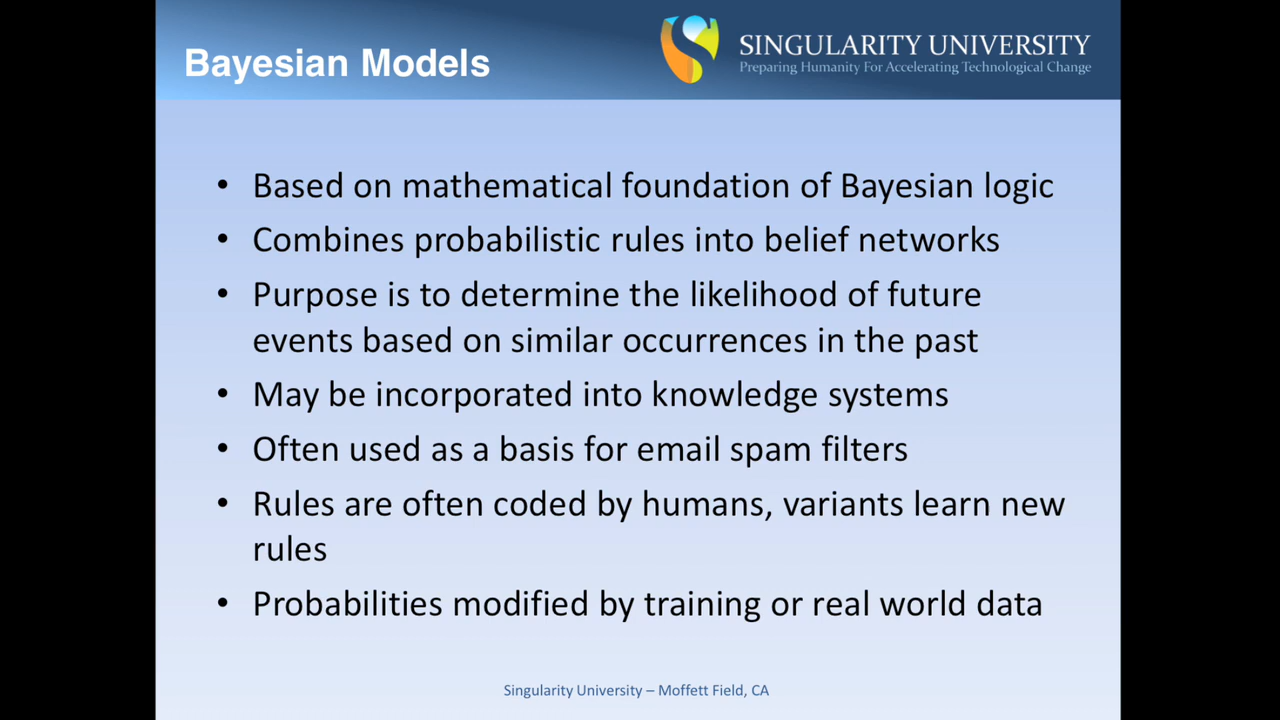 Bayesian Models
SINGULARITY UNIVERSITY
Preparing Humanity For Accelerating Technological Change
• Based on mathematical foundation of Bayesian logic
• Combines probabilistic rules into belief networks
• Purpose is to determine the likelihood of future
events based on similar occurrences in the past
• May be incorporated into knowledge systems
• Often used as a basis for email spam filters
• Rules are often coded by humans, variants learn new
rules
• Probabilities modified by training or real world data
Singularity University – Moffett Field, CA